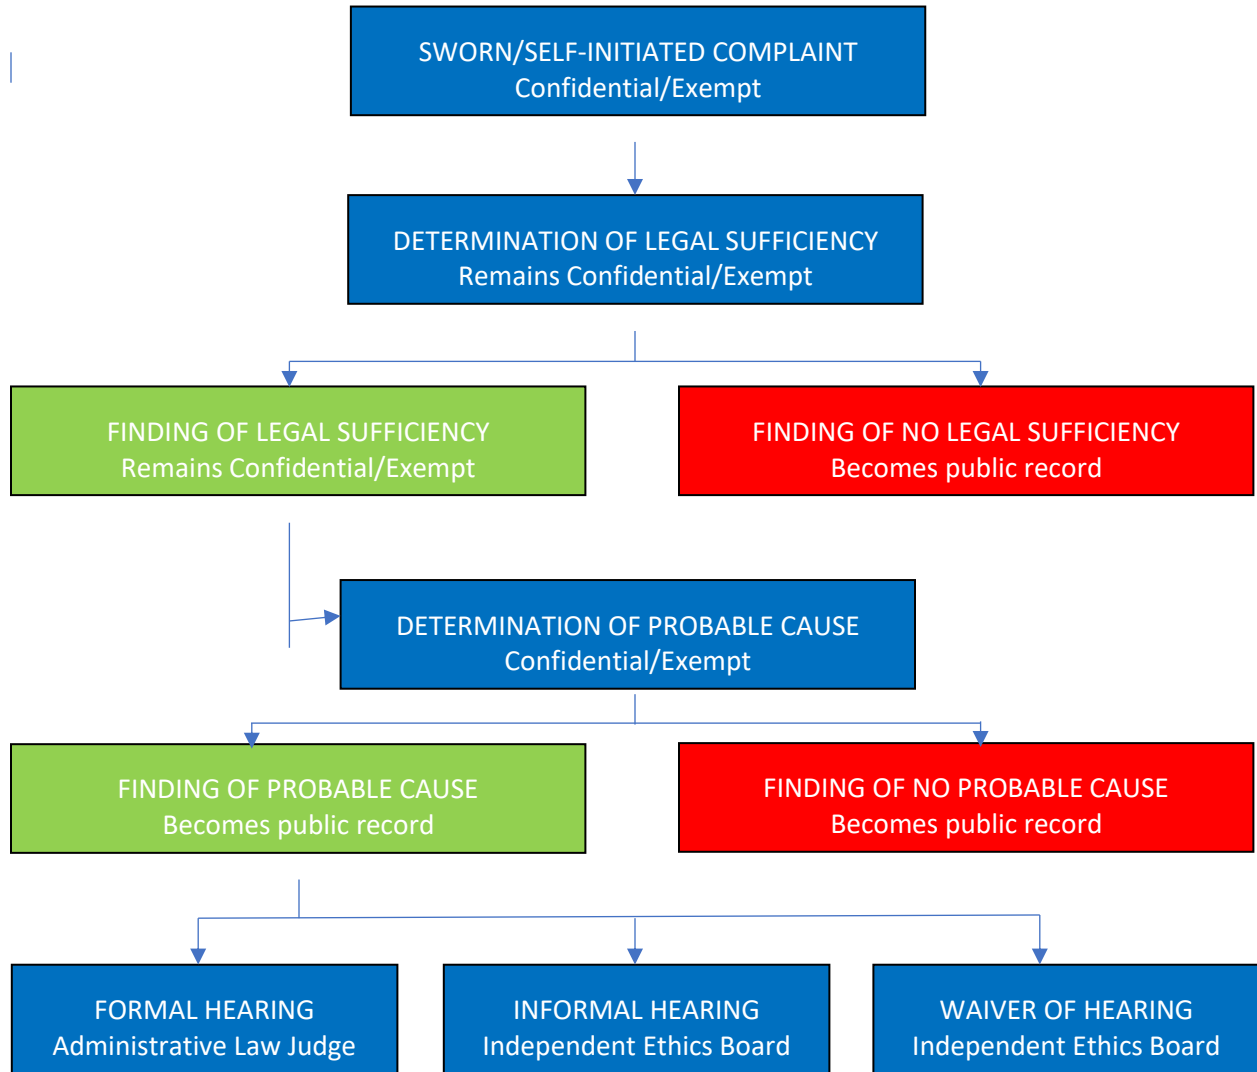 SWORN/SELF-INITIATED COMPLAINT
Confidential/Exempt
DETERMINATION OF LEGAL SUFFICIENCY
Remains Confidential/Exempt
FINDING OF LEGAL SUFFICIENCY
Remains Confidential/Exempt
FINDING OF NO LEGAL SUFFICIENCY
Becomes public record
DETERMINATION OF PROBABLE CAUSE
Confidential/Exempt
FINDING OF PROBABLE CAUSE
Becomes public record
FINDING OF NO PROBABLE CAUSE
Becomes public record
FORMAL HEARING
Administrative Law Judge
INFORMAL HEARING
Independent Ethics Board
WAIVER OF HEARING
Independent Ethics Board